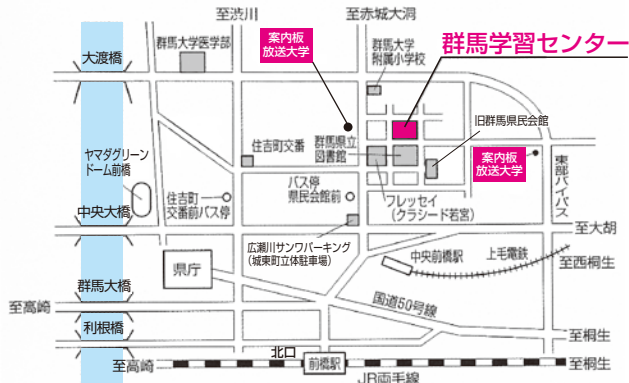 至渋川
至赤城大洞
大渡橋
群馬大学医学部
案内板
放送大学
群馬大学
附属小学校
群馬学習センター
旧群馬県民会館
住吉町交番
群馬県立
図書館
案内板
放送大学
東部バイパス
ヤマダグリーン
ドーム前橋
住吉町
交番前バス停
バス停
県民会館前
フレッセイ
(クラシード若宮)
中央大橋
至大胡
広瀬川サンワパーキング
(城東町立体駐車場)
中央前橋駅
上毛電鉄
至西桐生
県庁
群馬大橋
至高崎
国道50号線
利根橋
至桐生
北口
至高崎
前橋駅
至桐生
JR両毛線